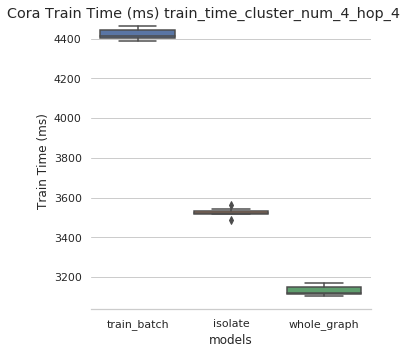 Cora Train Time (ms) train_time_cluster_num_4_hop_4
4400
4200
4000
3800
3600
3400
3200
Train Time (ms)
train_batch
isolate
whole_graph
models